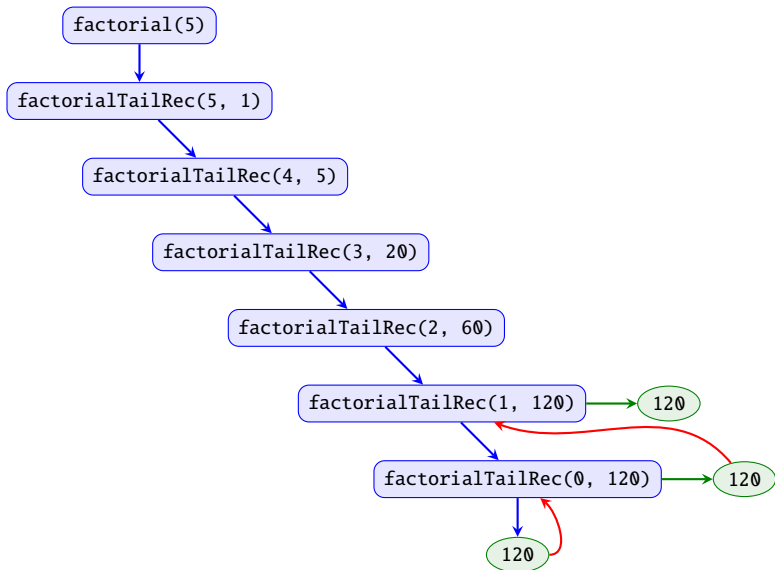 factorial(5)
factorialTailRec(5, 1)
factorialTailRec(4, 5)
factorialTailRec(3, 20)
factorialTailRec(2, 60)
factorialTailRec(1, 120)
120
factorialTailRec(0, 120)
120
120